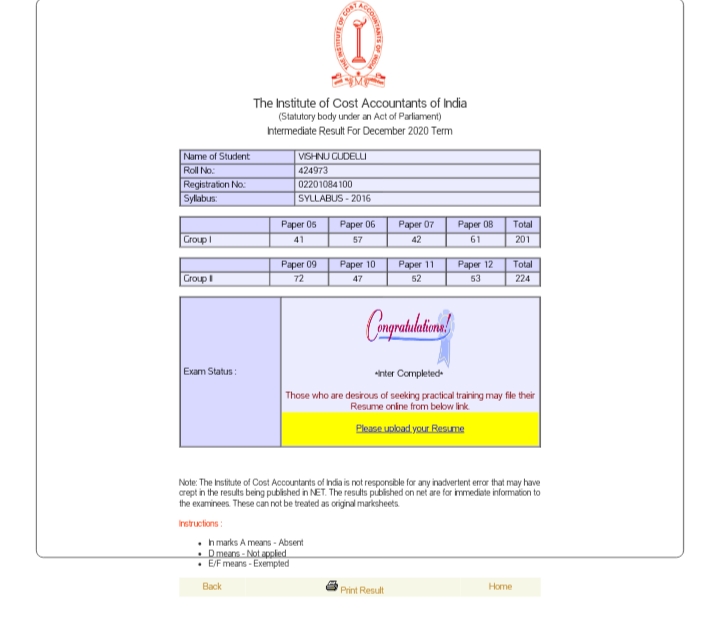 THE INSTITUTE OF COST ACCOUNTANTS OF INDIA
The Institute of Cost Accountants of India
(Statutory body under an Act of Parliament)
Intermediate Result For December 2020 Term
Name of Student VISHNU GUDELLI
Roll No.: 424973
Registration No.: 02201084100
Syllabus: SYLLABUS - 2016
Paper 05 Paper 06 Paper 07 Paper 08 Total
Group I 41 57 42 61 201
Paper 09 Paper 10 Paper 11 Paper 12 Total
Group II 72 47 52 53 224
Congratulations!
Exam Status :
*Inter Completed*
Those who are desirous of seeking practical training may file their
Resume online from below link.
Please upload your Resume
Note: The Institute of Cost Accountants of India is not responsible for any inadvertent error that may have
crept in the results being published in NET. The results published on net are for immediate information to
the examinees. These can not be treated as original marksheets.
Instructions :
• In marks A means - Absent
• D means - Not applied
• E/F means - Exempted
Back Print Result Home